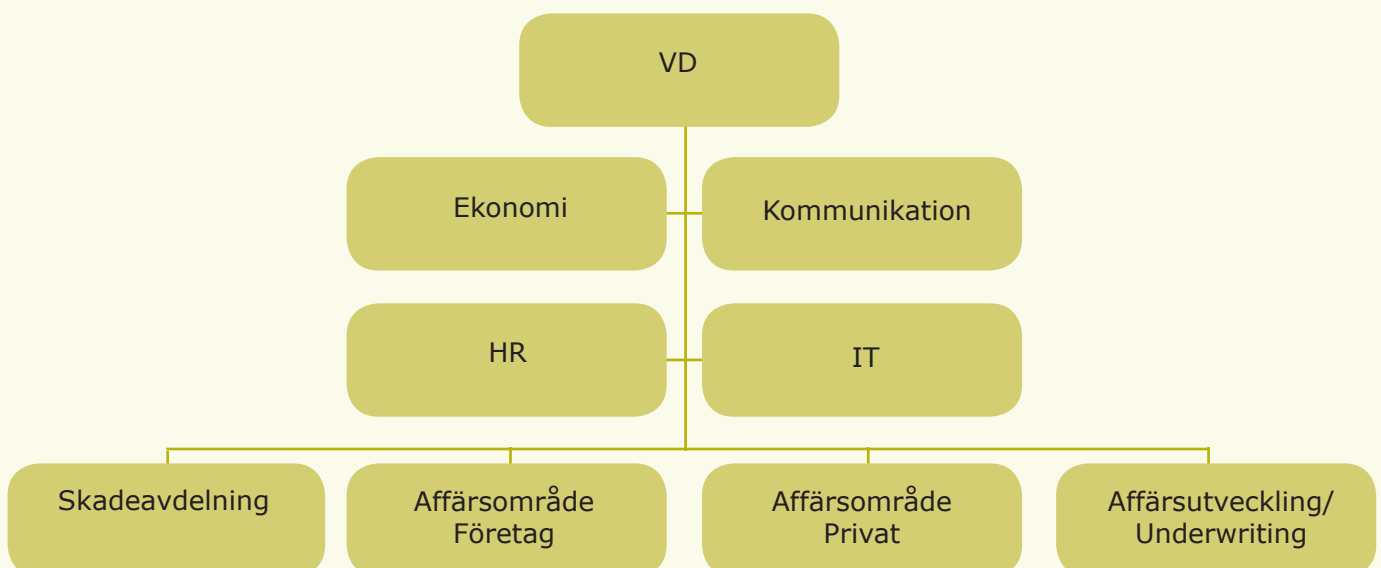 VD
Ekonomi
Kommunikation
HR
IT
Skadeavdelning
Affärsområde
Företag
Affärsområde
Privat
Affärsutveckling/
Underwriting